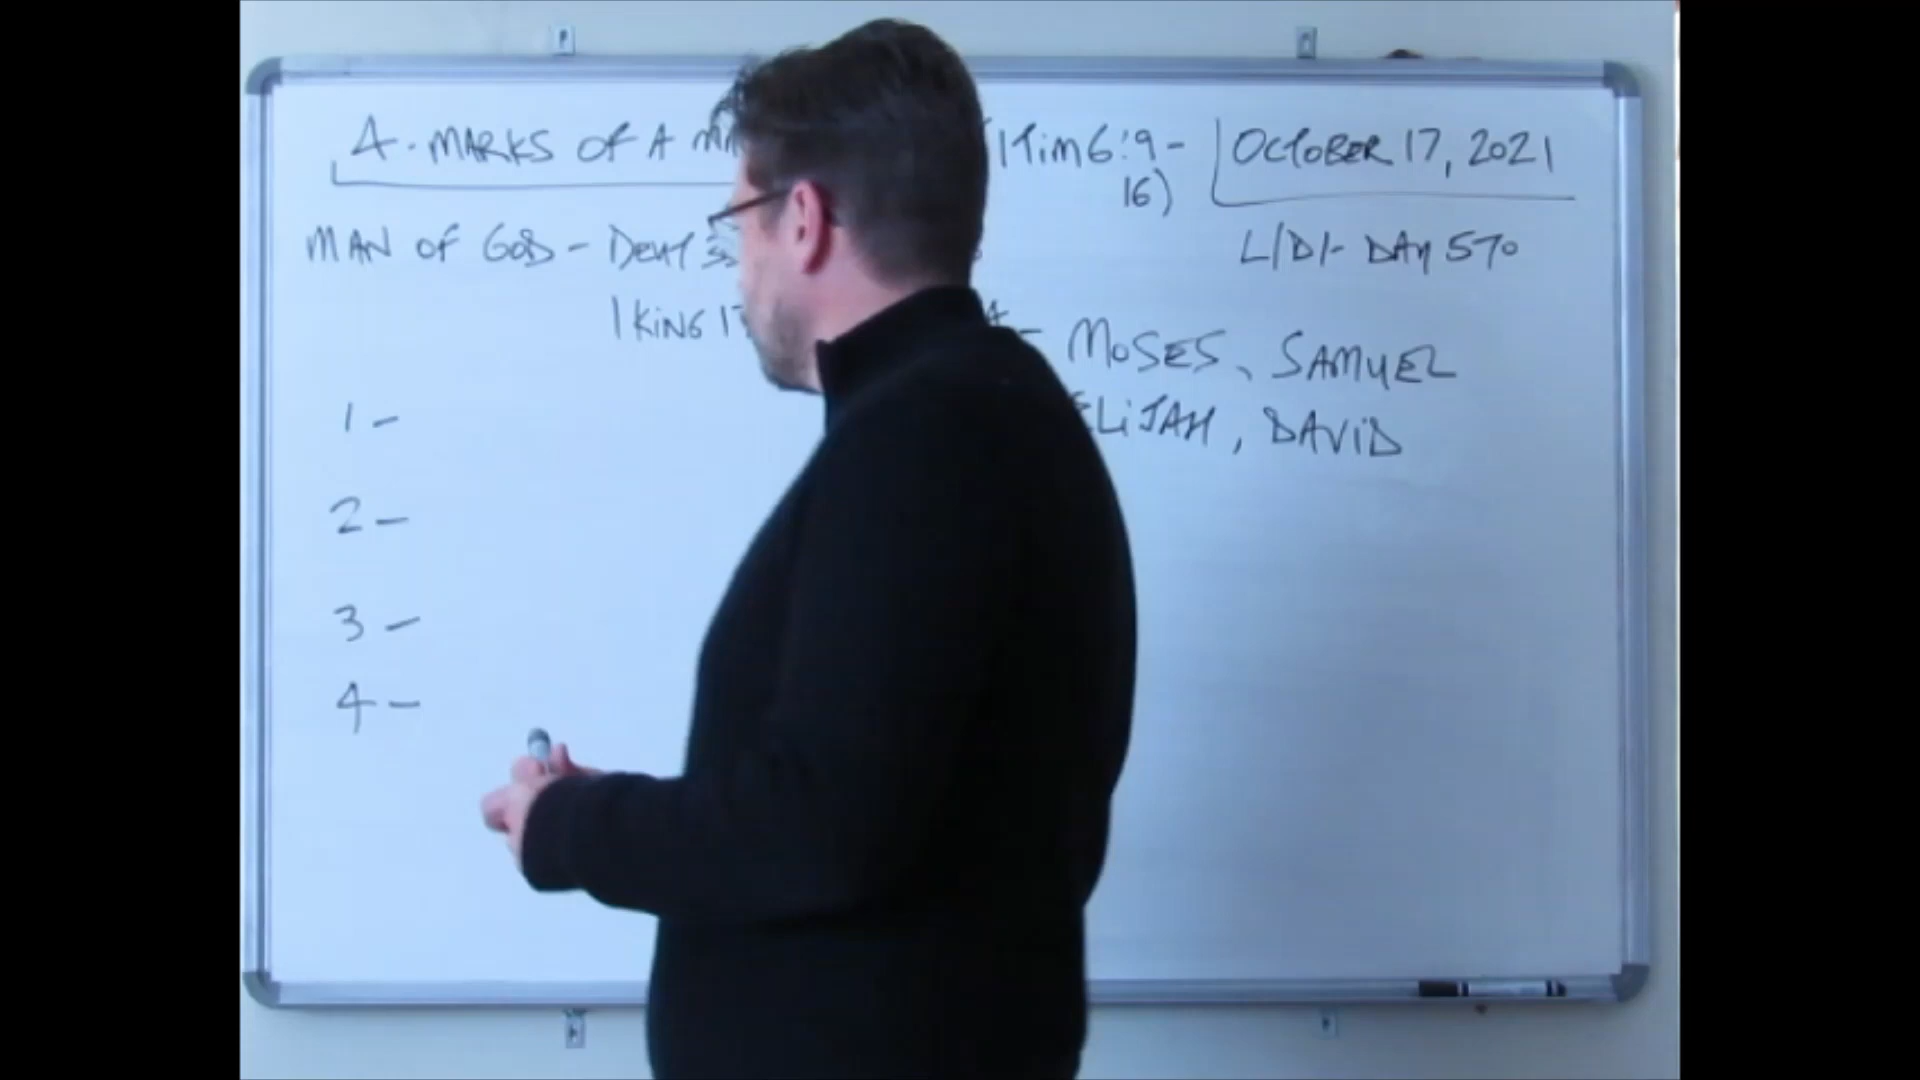 4. MARKS OF A
(1 Tim 6:9-
16)
OCTOBER 17, 2021
MAN OF GOD - Deut
L/D/- DAY 570
1 KING
MOSES, SAMUEL
ELIJAH, DAVID
1 -
2 -
3 -
4 -